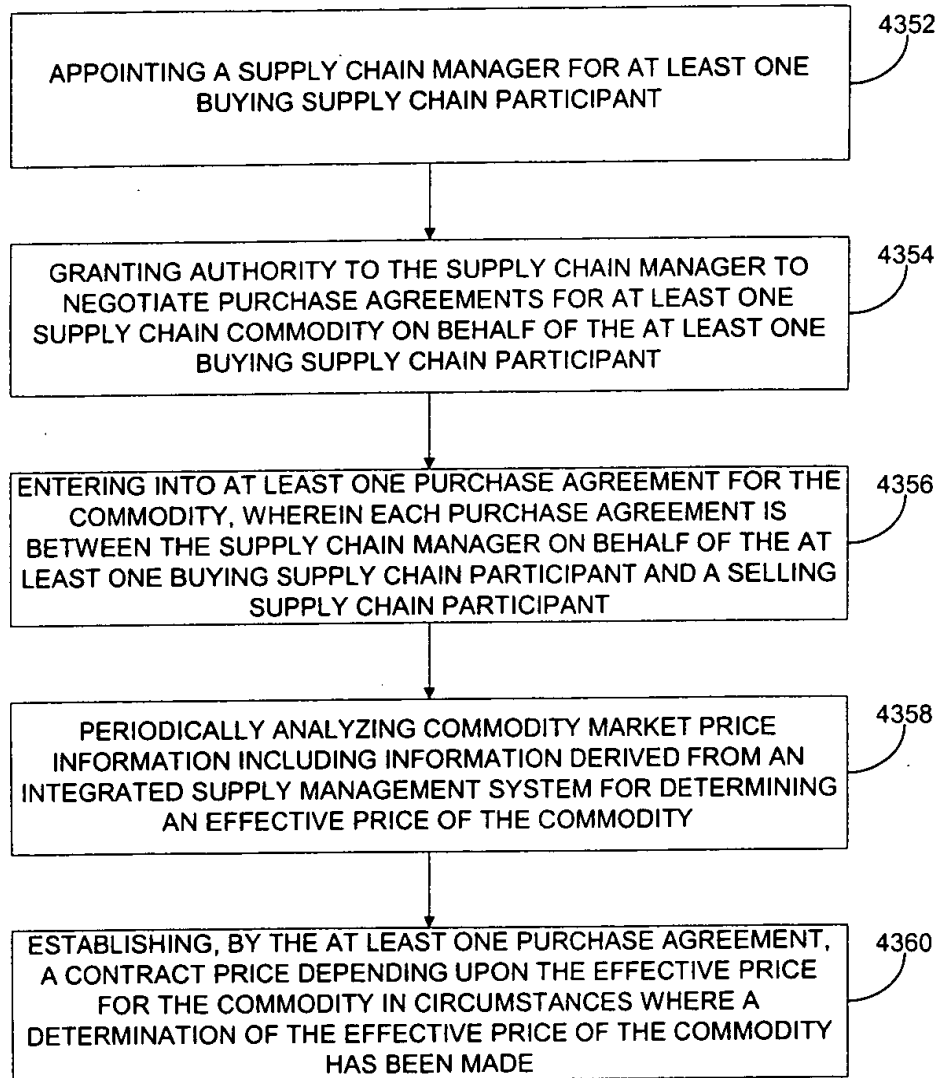 4352
APPOINTING A SUPPLY CHAIN MANAGER FOR AT LEAST ONE
BUYING SUPPLY CHAIN PARTICIPANT
4354
GRANTING AUTHORITY TO THE SUPPLY CHAIN MANAGER TO
NEGOTIATE PURCHASE AGREEMENTS FOR AT LEAST ONE
SUPPLY CHAIN COMMODITY ON BEHALF OF THE AT LEAST ONE
BUYING SUPPLY CHAIN PARTICIPANT
4356
ENTERING INTO AT LEAST ONE PURCHASE AGREEMENT FOR THE
COMMODITY, WHEREIN EACH PURCHASE AGREEMENT IS
BETWEEN THE SUPPLY CHAIN MANAGER ON BEHALF OF THE AT
LEAST ONE BUYING SUPPLY CHAIN PARTICIPANT AND A SELLING
SUPPLY CHAIN PARTICIPANT
4358
PERIODICALLY ANALYZING COMMODITY MARKET PRICE
INFORMATION INCLUDING INFORMATION DERIVED FROM AN
INTEGRATED SUPPLY MANAGEMENT SYSTEM FOR DETERMINING
AN EFFECTIVE PRICE OF THE COMMODITY
4360
ESTABLISHING, BY THE AT LEAST ONE PURCHASE AGREEMENT,
A CONTRACT PRICE DEPENDING UPON THE EFFECTIVE PRICE
FOR THE COMMODITY IN CIRCUMSTANCES WHERE A
DETERMINATION OF THE EFFECTIVE PRICE OF THE COMMODITY
HAS BEEN MADE